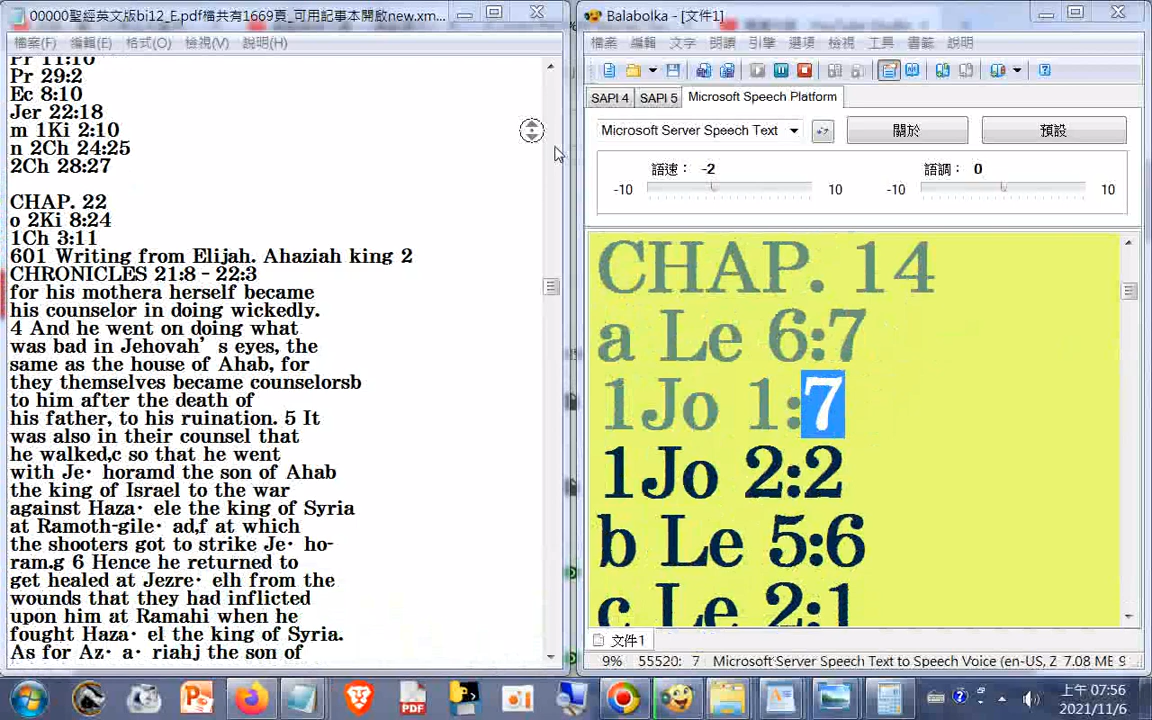 00000聖經英文版bi12_E.pdf檔共有1669頁_可用記事本開啟new.xm...
檔案(F) 編輯(E) 格式(O) 檢視(V) 說明(H)
Pr 11:10
Pr 29:2
Ec 8:10
Jer 22:18
m 1Ki 2:10
n 2Ch 24:25
2Ch 28:27
CHAP. 22
o 2Ki 8:24
1Ch 3:11
601 Writing from Elijah. Ahaziah king 2
CHRONICLES 21:8－22:3
for his mothera herself became
his counselor in doing wickedly.
4 And he went on doing what
was bad in Jehovah’s eyes, the
same as the house of Ahab, for
they themselves became counselorsb
to him after the death of
his father, to his ruination. 5 It
was also in their counsel that
he walked,c so that he went
with Je·horamd the son of Ahab
the king of Israel to the war
against Haza·ele the king of Syria
at Ramoth-gile·ad,f at which
the shooters got to strike Je·ho-
ram.g 6 Hence he returned to
get healed at Jezre·elh from the
wounds that they had inflicted
upon him at Ramahi when he
fought Haza·el the king of Syria.
As for Az·a·riahj the son of
Balabolka - [文件1]
檔案 編輯 文字 朗讀 引擎 選項 檢視 工具 書籤 說明
SAPI 4 SAPI 5 Microsoft Speech Platform
Microsoft Server Speech Text 關於 預設
語速： -2 語調： 0
-10 10 -10 10
CHAP. 14
a Le 6:7
1Jo 1:7
1Jo 2:2
b Le 5:6
c Le 2:1
文件1
9% 55520: 7 Microsoft Server Speech Text to Speech Voice (en-US, Z 7.08 MB 9
上午 07:56
2021/11/6